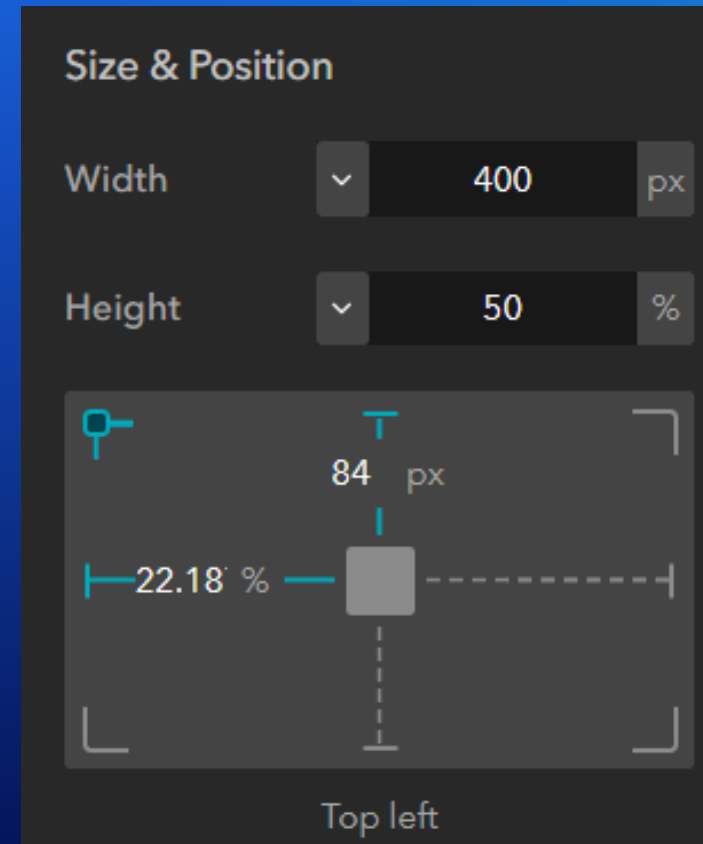 Size & Position
Width 400 px
Height 50 %
84 px
22.18 %
Top left